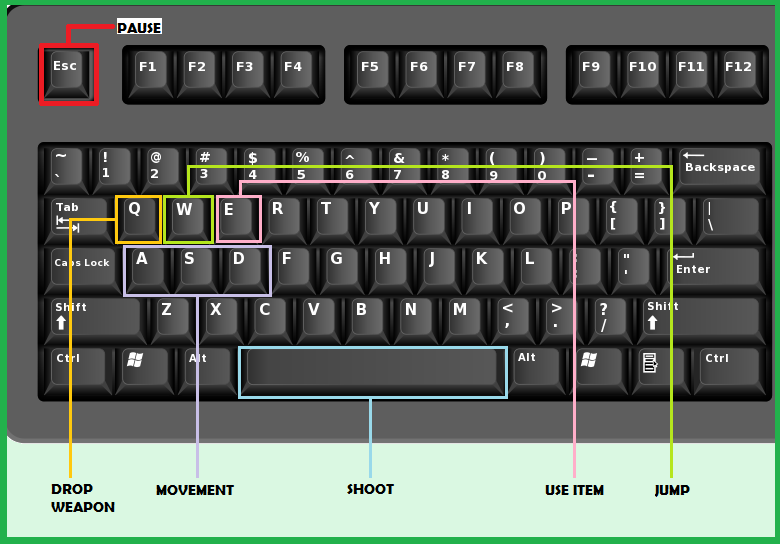 PAUSE
Esc F1 F2 F3 F4 F5 F6 F7 F8 F9 F10 F11 F12
~ ! @ # $ % ^ & * ( ) — + Backspace
` 1 2 3 4 5 6 7 8 9 0 - =
Tab Q W E R T Y U I O P { } |
[ ] \
Caps Lock A S D F G H J K L : " Enter
; '
Shift Z X C V B N M < > ? Shift
, . /
Ctrl Alt Alt Ctrl
DROP MOVEMENT SHOOT USE ITEM JUMP
WEAPON